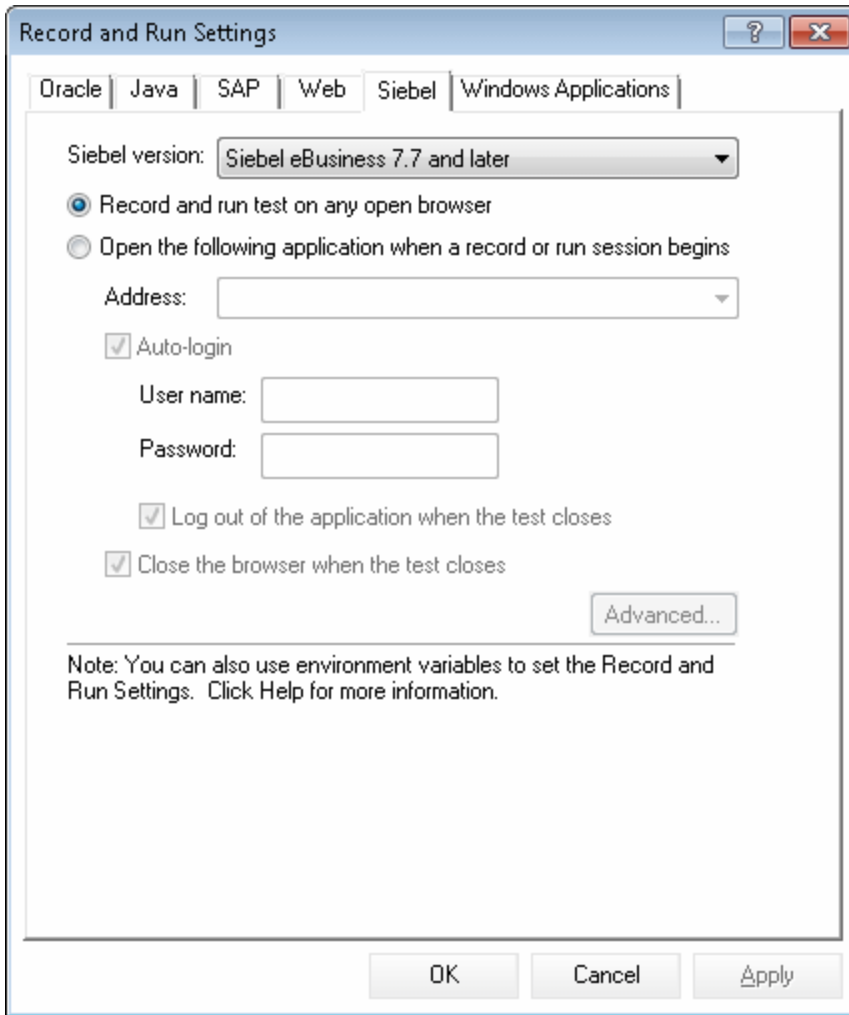 Record and Run Settings ?
Oracle Java SAP Web Siebel Windows Applications
Siebel version: Siebel eBusiness 7.7 and later
Record and run test on any open browser
Open the following application when a record or run session begins
Address:
Auto-login
User name:
Password:
Log out of the application when the test closes
Close the browser when the test closes
Advanced...
Note: You can also use environment variables to set the Record and
Run Settings. Click Help for more information.
OK Cancel Apply